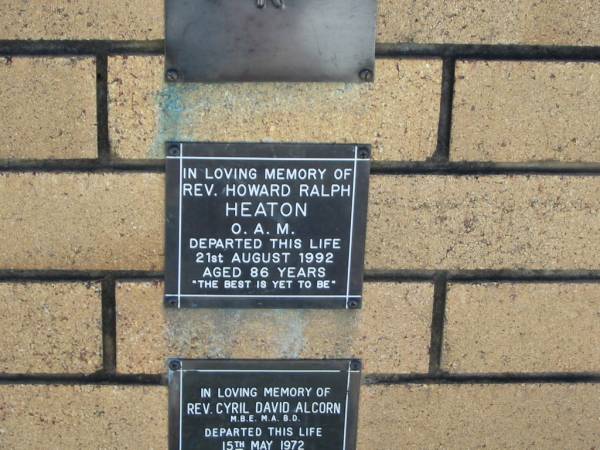 IN LOVING MEMORY OF
REV. HOWARD RALPH
HEATON
O. A. M.
DEPARTED THIS LIFE
21st AUGUST 1992
AGED 86 YEARS
"THE BEST IS YET TO BE"
IN LOVING MEMORY OF
REV. CYRIL DAVID ALCORN
M.B.E. M.A. B.D.
DEPARTED THIS LIFE
15TH MAY 1972